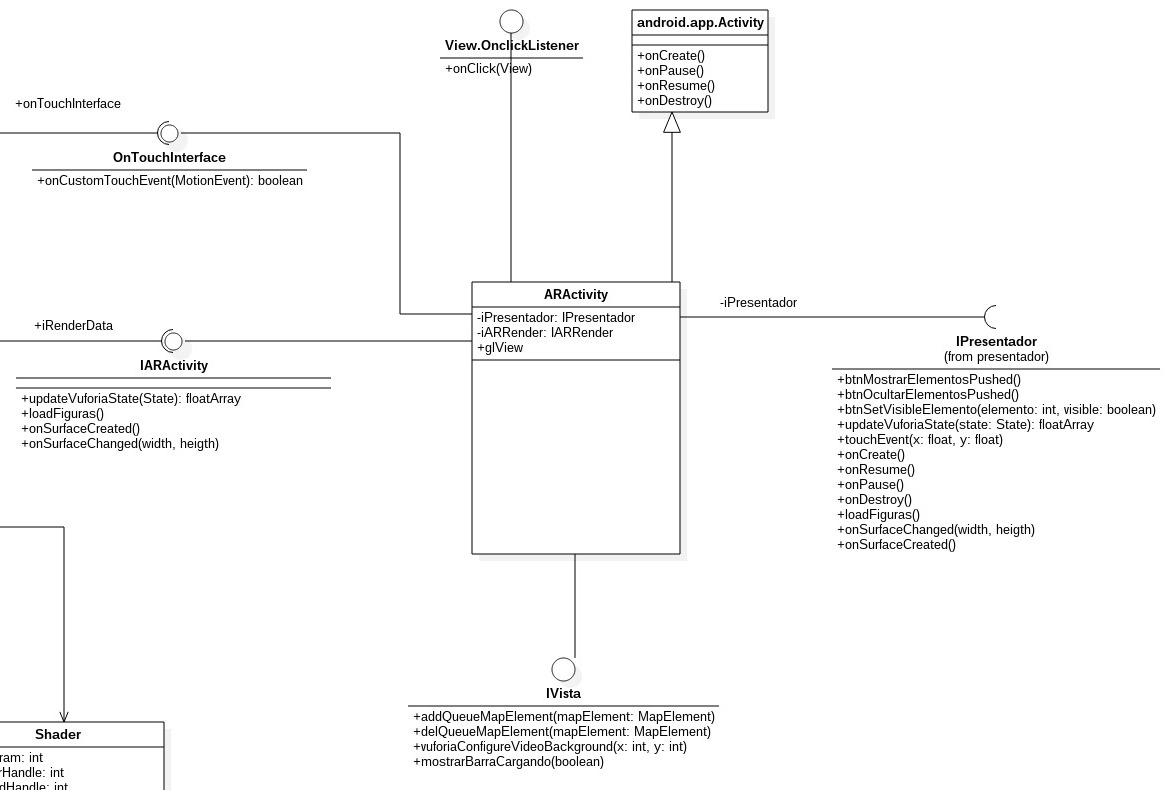 View.OnclickListener
+onClick(View)
android.app.Activity
+onCreate()
+onPause()
+onResume()
+onDestroy()
+onTouchInterface
OnTouchInterface
+onCustomTouchEvent(MotionEvent): boolean
ARActivity
-iPresentador: IPresentador
-iARRender: IARRender
+glView
-iPresentador
+iRenderData
IARActivity
+updateVuforiaState(State): floatArray
+loadFiguras()
+onSurfaceCreated()
+onSurfaceChanged(width, heigth)
IPresentador
(from presentador)
+btnMostrarElementosPushed()
+btnOcultarElementosPushed()
+btnSetVisibleElemento(elemento: int, visible: boolean)
+updateVuforiaState(state: State): floatArray
+touchEvent(x: float, y: float)
+onCreate()
+onResume()
+onPause()
+onDestroy()
+loadFiguras()
+onSurfaceChanged(width, heigth)
+onSurfaceCreated()
IVista
+addQueueMapElement(mapElement: MapElement)
+delQueueMapElement(mapElement: MapElement)
+vuforiaConfigureVideoBackground(x: int, y: int)
+mostrarBarraCargando(boolean)
Shader
ram: int
rHandle: int
dHandle: int